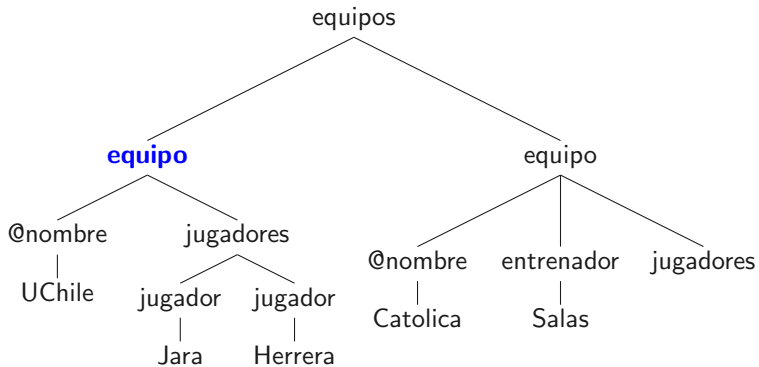 equipos
equipo equipo
@nombre jugadores
@nombre entrenador jugadores
UChile jugador jugador
Catolica Salas
Jara Herrera